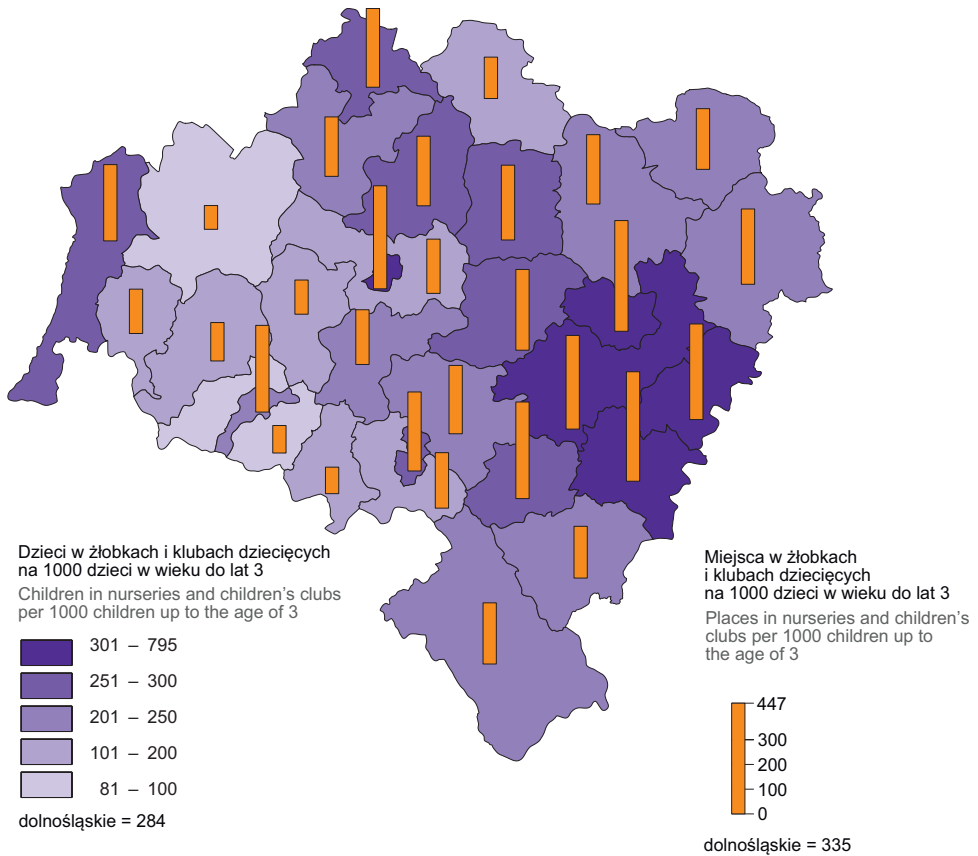 Dzieci w żłobkach i klubach dziecięcych
na 1000 dzieci w wieku do lat 3
Children in nurseries and children's clubs
per 1000 children up to the age of 3
301 – 795
251 – 300
201 – 250
101 – 200
81 – 100
dolnośląskie = 284
Miejsca w żłobkach
i klubach dziecięcych
na 1000 dzieci w wieku do lat 3
Places in nurseries and children's
clubs per 1000 children up to
the age of 3
447
300
200
100
0
dolnośląskie = 335